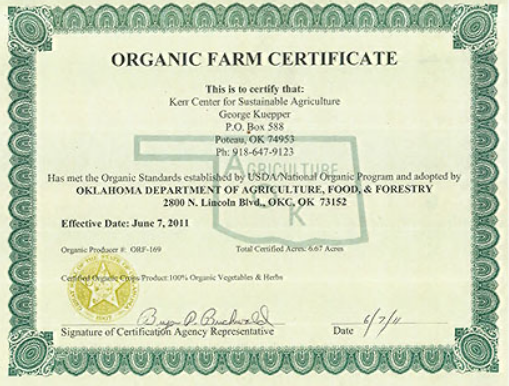 ORGANIC FARM CERTIFICATE
This is to certify that:
Kerr Center for Sustainable Agriculture
George Kuepper
P.O. Box 588
Poteau, OK 74953
Ph: 918-647-9123
AGRICULTURE
Has met the Organic Standards established by USDA/National Organic Program and adopted by
OKLAHOMA DEPARTMENT OF AGRICULTURE, FOOD, & FORESTRY
2800 N. Lincoln Blvd., OKC, OK 73152
K
Effective Date: June 7, 2011
Organic Producer #: ORF-169 Total Certified Acres: 6.67 Acres
Certified Organic Crops/Product:100% Organic Vegetables & Herbs
Signature of Certification Agency Representative Date 6/7/11